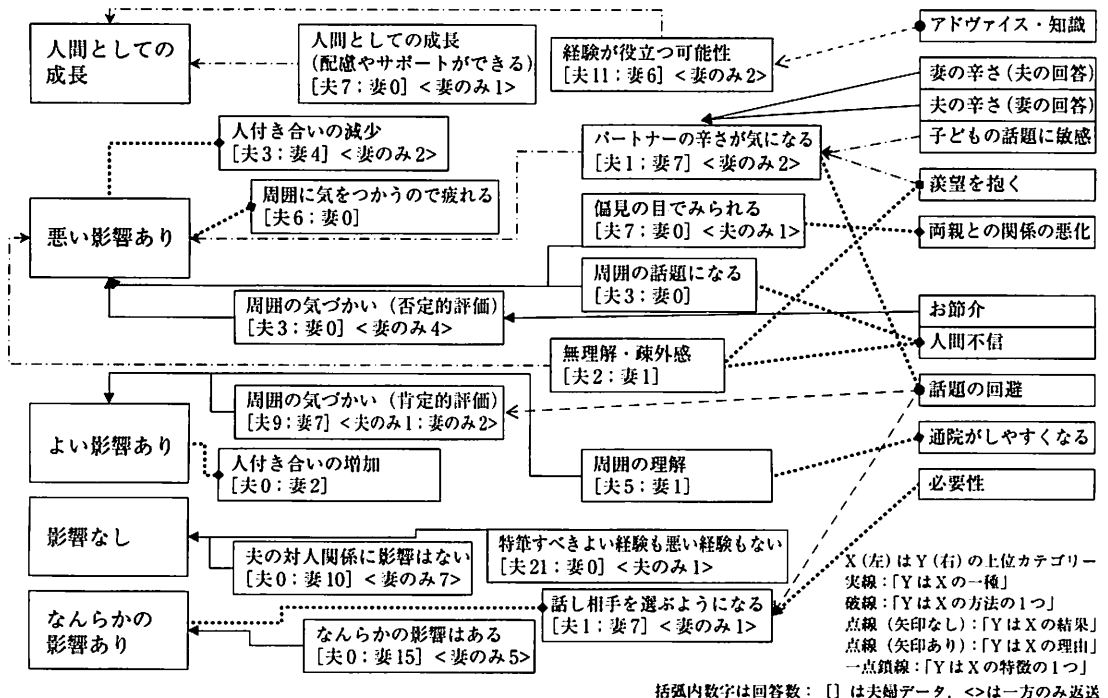 人間としての
成長
人間としての成長
(配慮やサポートができる)
[夫7:妻0]<妻のみ1>
経験が役立つ可能性
[夫11:妻6]<妻のみ2>
アドヴァイス・知識
妻の辛さ(夫の回答)
夫の辛さ(妻の回答)
子どもの話題に敏感
羨望を抱く
両親との関係の悪化
お節介
人間不信
話題の回避
通院がしやすくなる
必要性
人付き合いの減少
[夫3:妻4]<妻のみ2>
パートナーの辛さが気になる
[夫1:妻7]<妻のみ2>
周囲に気をつかうので疲れる
[夫6:妻0]
偏見の目でみられる
[夫7:妻0]<夫のみ1>
悪い影響あり
周囲の話題になる
[夫3:妻0]
周囲の気づかい(否定的評価)
[夫3:妻0]<妻のみ4>
無理解・疎外感
[夫2:妻1]
周囲の気づかい(肯定的評価)
[夫9:妻7]<夫のみ1;妻のみ2>
よい影響あり
人付き合いの増加
[夫0:妻2]
周囲の理解
[夫5:妻1]
影響なし
夫の対人関係に影響はない
[夫0:妻10]<妻のみ7>
特筆すべきよい経験も悪い経験もない
[夫21:妻0]<夫のみ1>
なんらかの
影響あり
話し相手を選ぶようになる
[夫1:妻7]<妻のみ1>
なんらかの影響はある
[夫0:妻15]<妻のみ5>
X(左)はY(右)の上位カテゴリー
実線:「YはXの一種」
破線:「YはXの方法の1つ」
点線(矢印なし):「YはXの結果」
点線(矢印あり):「YはXの理由」
一点鎖線:「YはXの特徴の1つ」
括弧内数字は回答数: []は夫婦データ, <>は一方のみ返送